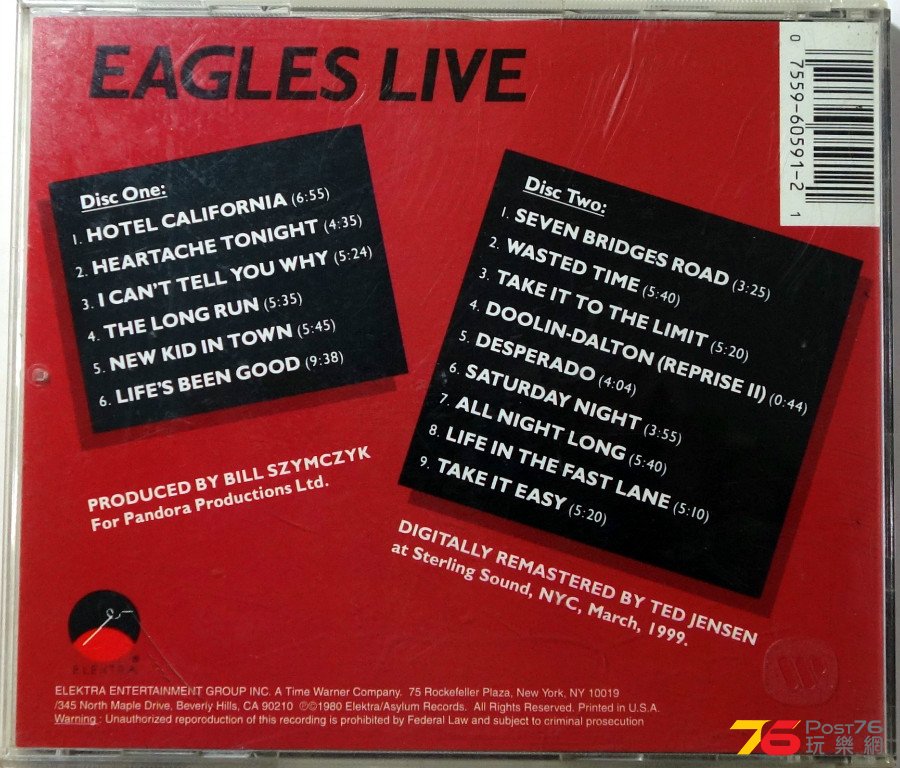 EAGLES LIVE
0 7559-60591-2 1
Disc One:
1. HOTEL CALIFORNIA (6:55)
2. HEARTACHE TONIGHT (4:35)
3. I CAN'T TELL YOU WHY (5:24)
4. THE LONG RUN (5:35)
5. NEW KID IN TOWN (5:45)
6. LIFE'S BEEN GOOD (9:38)
Disc Two:
1. SEVEN BRIDGES ROAD (3:25)
2. WASTED TIME (5:40)
3. TAKE IT TO THE LIMIT (5:20)
4. DOOLIN-DALTON (REPRISE II) (0:44)
5. DESPERADO (4:04)
6. SATURDAY NIGHT (3:55)
7. ALL NIGHT LONG (5:40)
8. LIFE IN THE FAST LANE (5:10)
9. TAKE IT EASY (5:20)
PRODUCED BY BILL SZYMCZYK
For Pandora Productions Ltd.
DIGITALLY REMASTERED BY TED JENSEN
at Sterling Sound, NYC, March, 1999.
ELEKTRA®
ELEKTRA ENTERTAINMENT GROUP INC. A Time Warner Company. 75 Rockefeller Plaza, New York, NY 10019
/345 North Maple Drive, Beverly Hills, CA 90210 ℗©1980 Elektra/Asylum Records. All Rights Reserved. Printed in U.S.A.
Warning : Unauthorized reporoduction of this recording is prohibited by Federal Law and subject to criminal prosecution
76 Post76
玩樂網